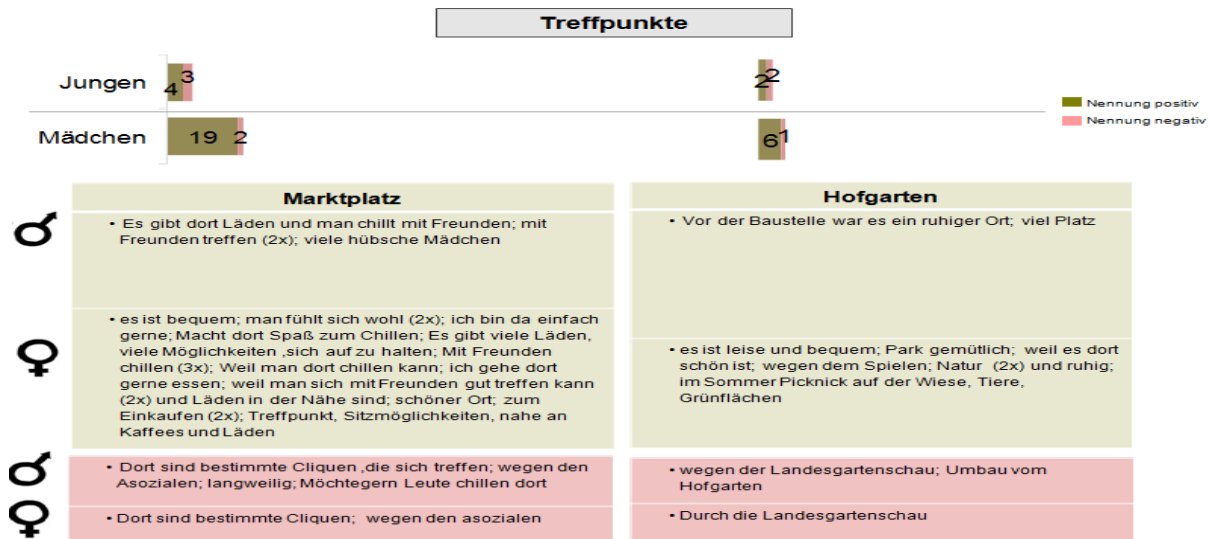 Treffpunkte
Jungen
4
3
2
2
Nennung positiv
Nennung negativ
Mädchen
19
2
6
1
Marktplatz
• Es gibt dort Läden und man chillt mit Freunden; mit
Freunden treffen (2x); viele hübsche Mädchen
• es ist bequem; man fühlt sich wohl (2x); ich bin da einfach
gerne; Macht dort Spaß zum Chillen; Es gibt viele Läden,
viele Möglichkeiten ,sich auf zu halten; Mit Freunden
chillen (3x); Weil man dort chillen kann; ich gehe dort
gerne essen; weil man sich mit Freunden gut treffen kann
(2x) und Läden in der Nähe sind; schöner Ort; zum
Einkaufen (2x); Treffpunkt, Sitzmöglichkeiten, nahe an
Kaffees und Läden
• Dort sind bestimmte Cliquen ,die sich treffen; wegen den
Asozialen; langweilig; Möchtegern Leute chillen dort
• Dort sind bestimmte Cliquen; wegen den asozialen
Hofgarten
• Vor der Baustelle war es ein ruhiger Ort; viel Platz
• es ist leise und bequem; Park gemütlich; weil es dort
schön ist; wegen dem Spielen; Natur (2x) und ruhig;
im Sommer Picknick auf der Wiese, Tiere,
Grünflächen
• wegen der Landesgartenschau; Umbau vom
Hofgarten
• Durch die Landesgartenschau